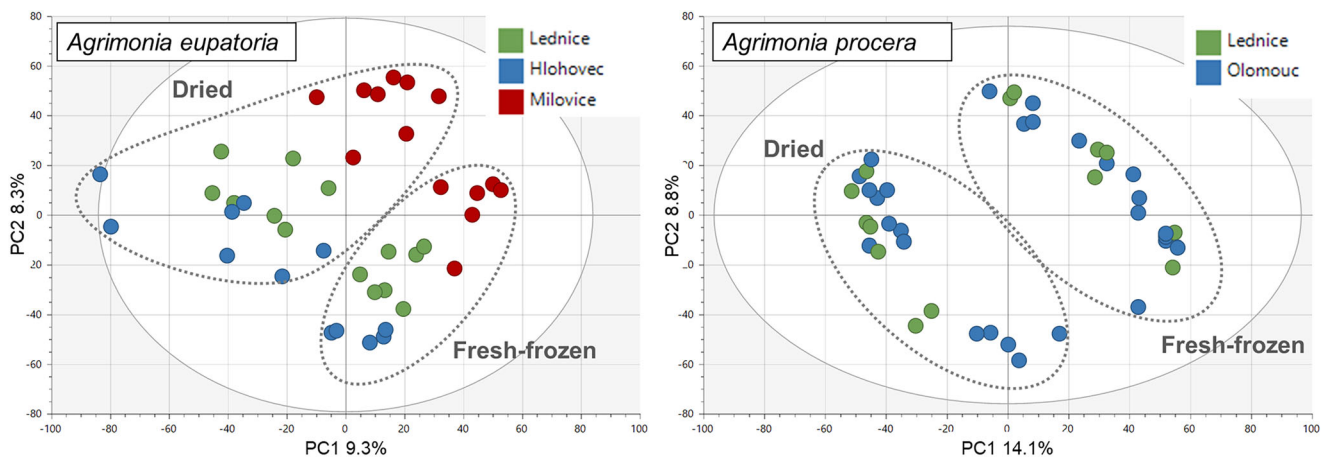 Agrimonia eupatoria
Lednice
Hlohovec
Milovice
Dried
Fresh-frozen
PC2 8.3%
80
60
40
20
0
-20
-40
-60
-80
-100
-80
-60
-40
-20
0
20
40
60
80
100
PC1 9.3%
Agrimonia procera
Lednice
Olomouc
Dried
Fresh-frozen
PC2 8.8%
80
60
40
20
0
-20
-40
-60
-80
-100
-80
-60
-40
-20
0
20
40
60
80
100
PC1 14.1%